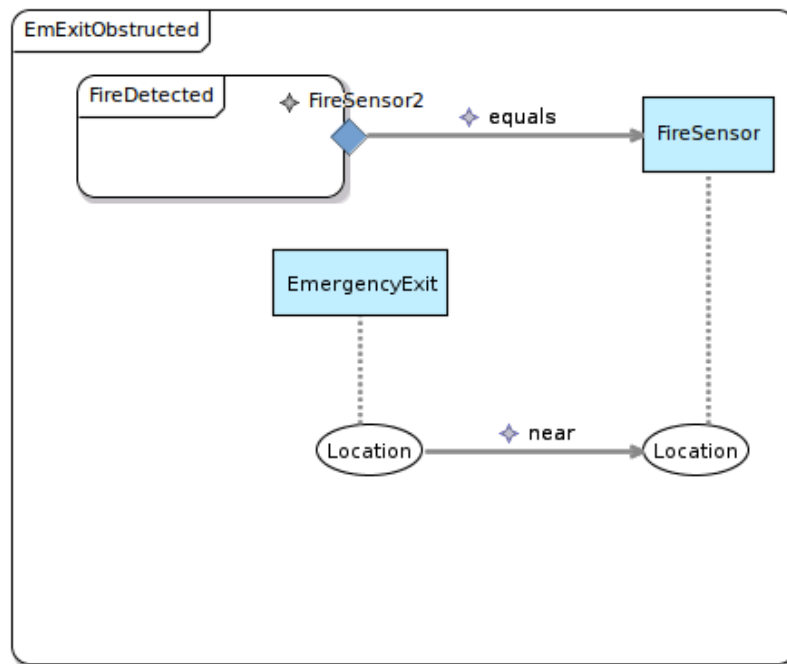 EmExitObstructed
FireDetected
FireSensor2
equals
FireSensor
EmergencyExit
Location
near
Location